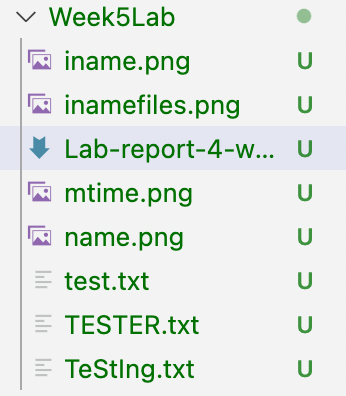 Week5Lab
iname.png U
inamefiles.png U
Lab-report-4-w... U
mtime.png U
name.png U
test.txt U
TESTER.txt U
TeStIng.txt U